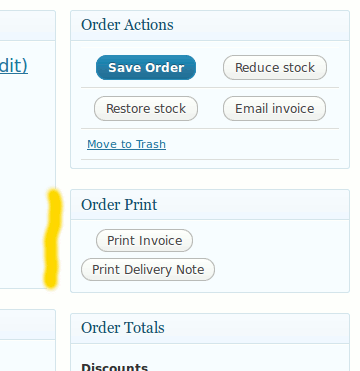 Order Actions
dit)
Save Order
Reduce stock
Restore stock
Email invoice
Move to Trash
Order Print
Print Invoice
Print Delivery Note
Order Totals
Discounts